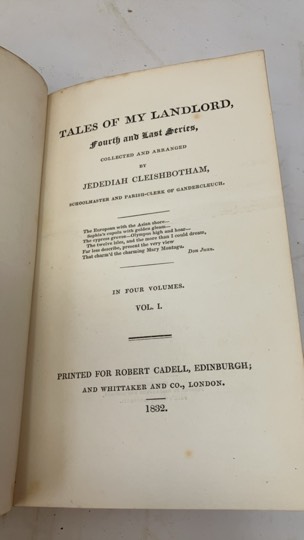 TALES OF MY LANDLORD,
Fourth and Last Series,
COLLECTED AND ARRANGED
BY
JEDEDIAH CLEISHBOTHAM,
SCHOOLMASTER AND PARISH-CLERK OF GANDERCLEUCH.
The European with the Asian shore—
Sophia's cupola with golden gleam—
The cypress groves—Olympus high and hoar—
The twelve isles, and the more than I could dream,
Far less describe, present the very view
That charm'd the charming Mary Montagu.
Don Juan.
IN FOUR VOLUMES.
VOL. I.
PRINTED FOR ROBERT CADELL, EDINBURGH;
AND WHITTAKER AND CO., LONDON.
1832.